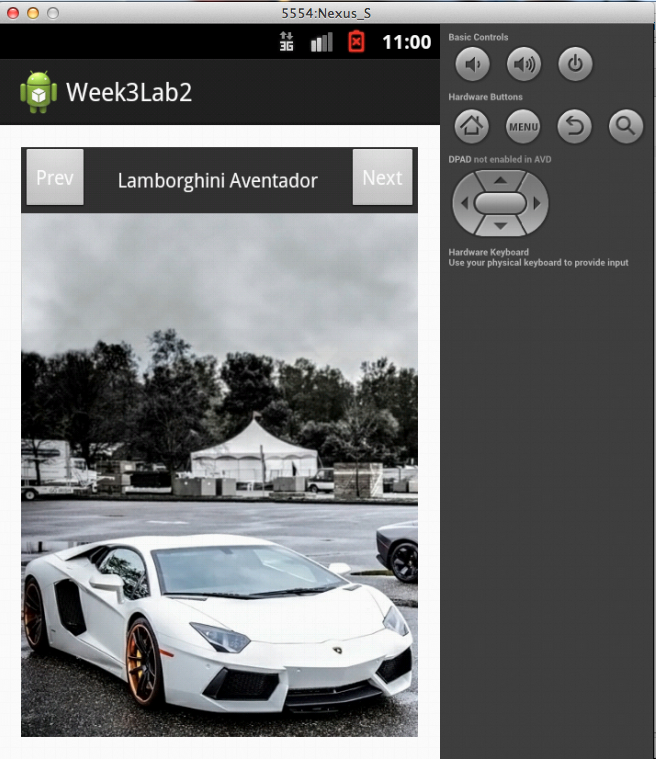 5554:Nexus_S
3G
11:00
Week3Lab2
Prev
Lamborghini Aventador
Next
Basic Controls
Hardware Buttons
MENU
DPAD not enabled in AVD
Hardware Keyboard
Use your physical keyboard to provide input